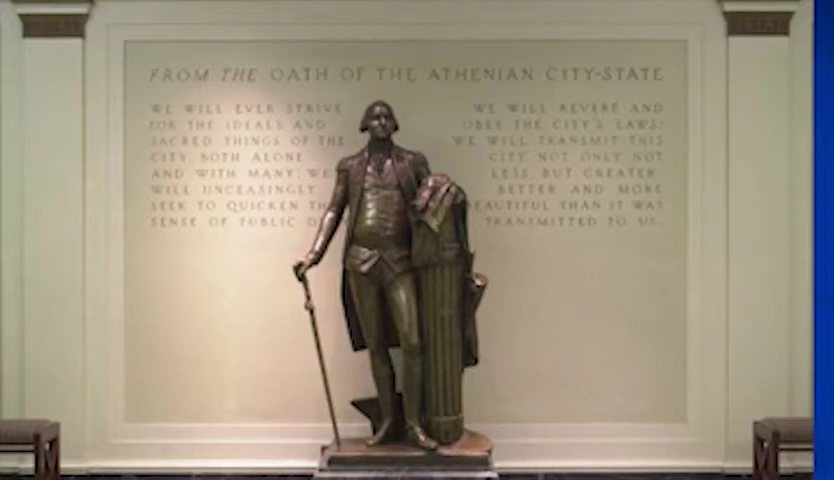 FROM THE OATH OF THE ATHENIAN CITY-STATE
WE WILL EVER STRIVE
FOR THE IDEALS AND
SACRED THINGS OF THE
CITY, BOTH ALONE
AND WITH MANY; WE
WILL UNCEASINGLY
SEEK TO QUICKEN TH
SENSE OF PUBLIC D
WE WILL REVERE AND
OBEY THE CITY'S LAWS;
WE WILL TRANSMIT THIS
CITY NOT ONLY NOT
LESS, BUT GREATER
BETTER AND MORE
BEAUTIFUL THAN IT WAS
TRANSMITTED TO US.